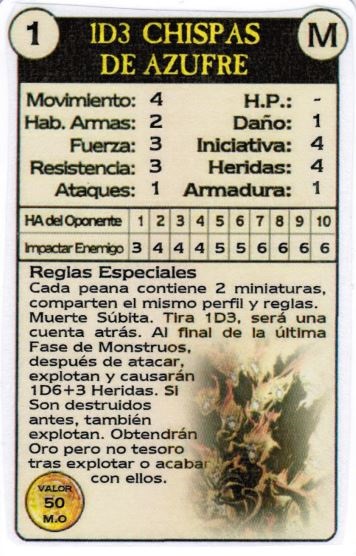 1
1D3 CHISPAS
DE AZUFRE
M
Movimiento: 4 H.P.: -
Hab. Armas: 2 Daño: 1
Fuerza: 3 Iniciativa: 4
Resistencia: 3 Heridas: 4
Ataques: 1 Armadura: 1
HA del Oponente 1 2 3 4 5 6 7 8 9 10
Impactar Enemigo 3 4 4 4 5 5 6 6 6 6
Reglas Especiales
Cada peana contiene 2 miniaturas,
comparten el mismo perfil y reglas.
Muerte Súbita. Tira 1D3, será una
cuenta atrás. Al final de la última
Fase de Monstruos,
después de atacar,
explotan y causarán
1D6+3 Heridas. Si
Son destruidos
antes, también
explotan. Obtendrán
Oro pero no tesoro
tras explotar o acabar
con ellos.
VALOR
50
M.O